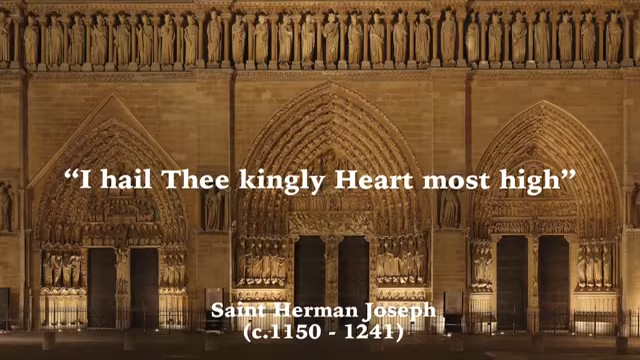 “I hail Thee kingly Heart most high”
Saint Herman Joseph
(c.1150 - 1241)